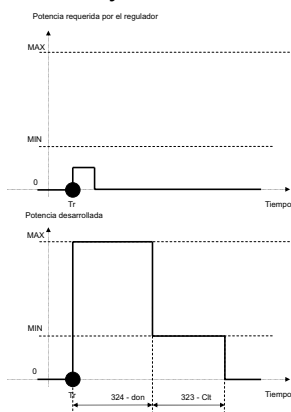 Potencia requerida por el regulador
MAX
MIN
0
Tr
Tiempo
Potencia desarrollada
MAX
MIN
0
Tr
Tiempo
324 - don
323 - Clt